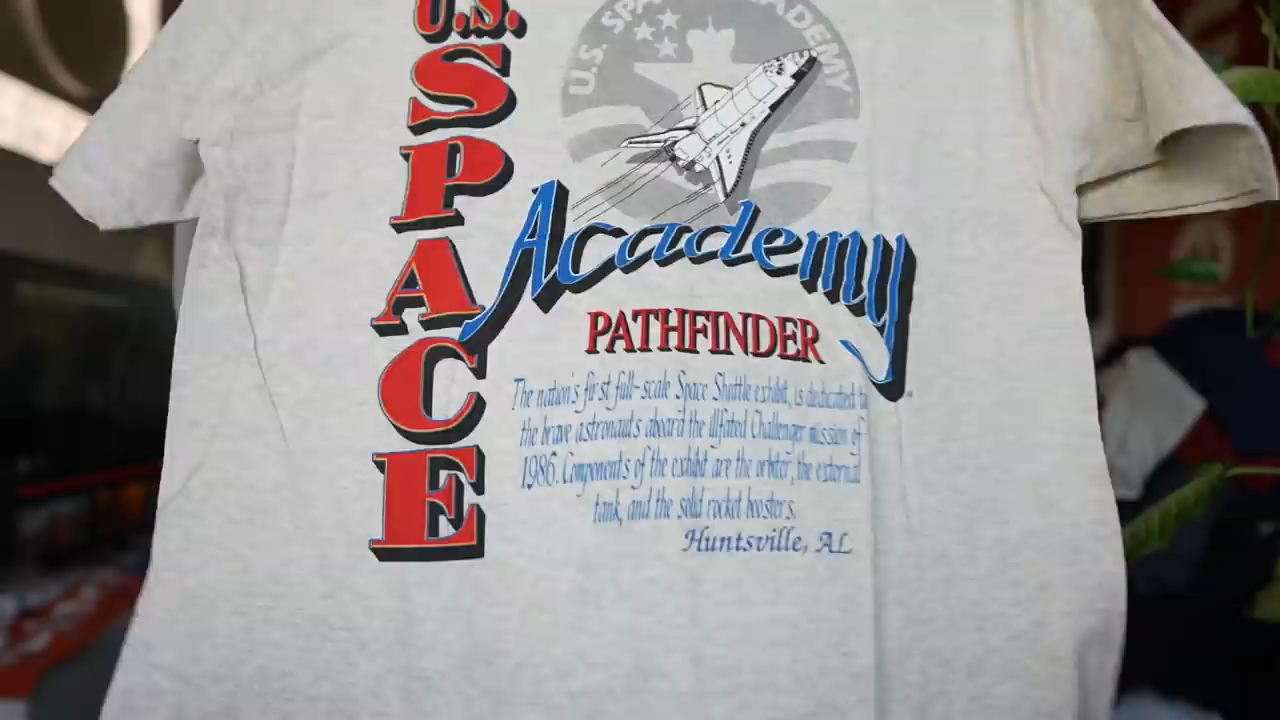 U.S.
SPACE
U.S. SPACE ACADEMY
Academy
PATHFINDER
The nation's first full-scale Space Shuttle exhibit, is dedicated to
the brave astronauts aboard the illfated Challenger mission of
1986. Components of the exhibit are the orbiter, the external
tank, and the solid rocket boosters.
Huntsville, AL